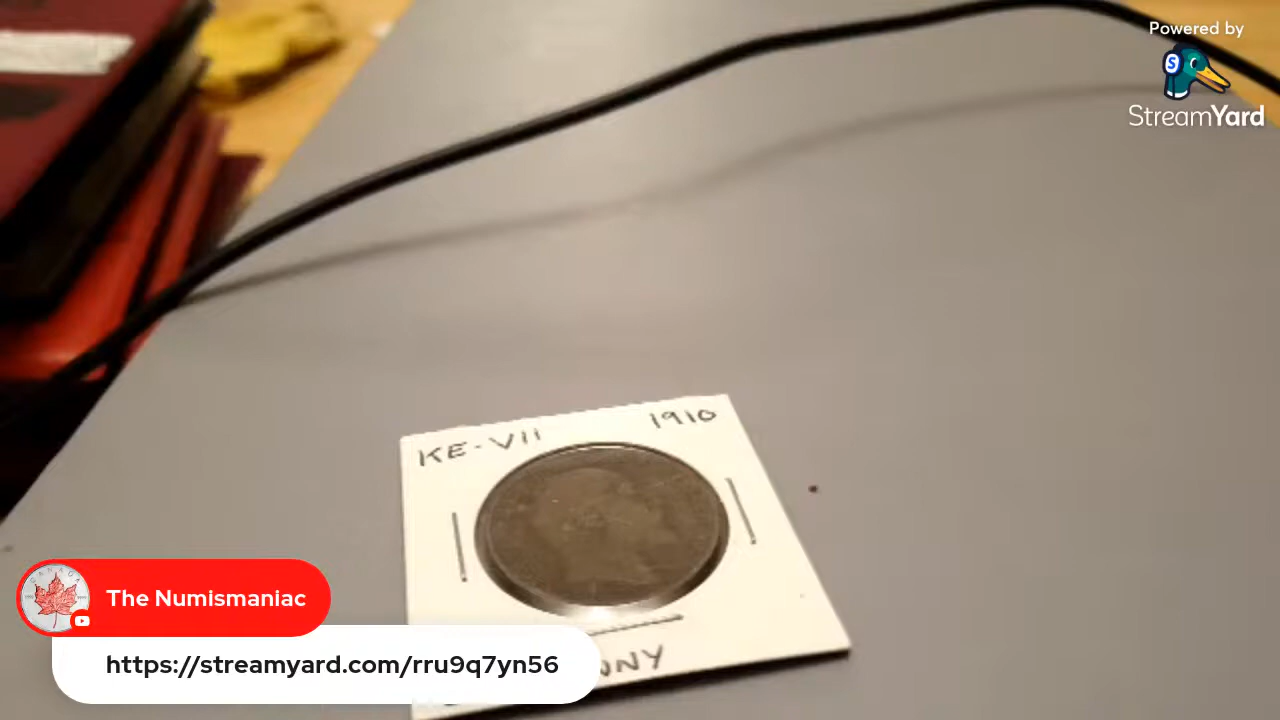 Powered by
StreamYard
KE-VII 1910
The Numismaniac
https://streamyard.com/rru9q7yn56